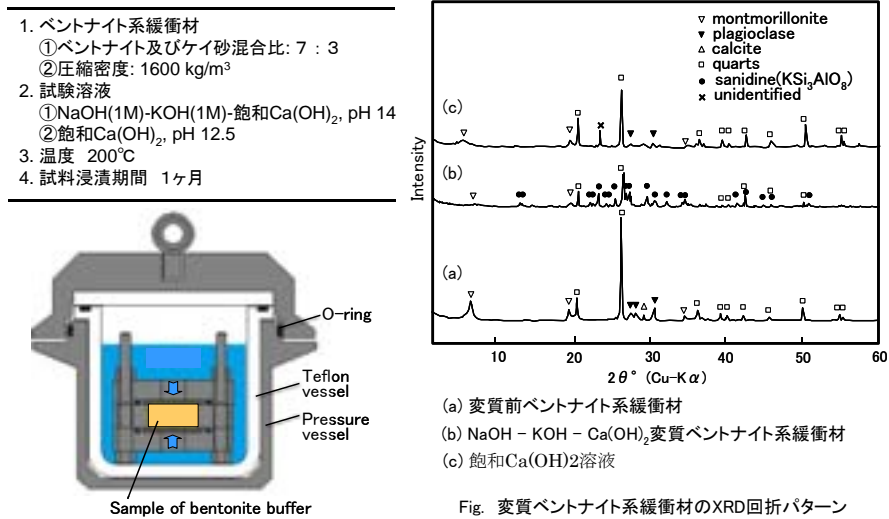 1. ベントナイト系緩衝材
①ベントナイト及びケイ砂混合比: 7 : 3
②圧縮密度: 1600 kg/m³
2. 試験溶液
①NaOH(1M)-KOH(1M)-飽和Ca(OH)₂, pH 14
②飽和Ca(OH)₂, pH 12.5
3. 温度 200℃
4. 試料浸漬期間 1ヶ月
O-ring
Teflon
vessel
Pressure
vessel
Sample of bentonite buffer
▽ montmorillonite
▼ plagioclase
△ calcite
□ quarts
● sanidine(KSi₃AlO₈)
× unidentified
(c)
(b)
(a)
Intensity
10 20 30 40 50 60
2θ° (Cu-Kα)
(a) 変質前ベントナイト系緩衝材
(b) NaOH – KOH – Ca(OH)₂変質ベントナイト系緩衝材
(c) 飽和Ca(OH)2溶液
Fig. 変質ベントナイト系緩衝材のXRD回折パターン